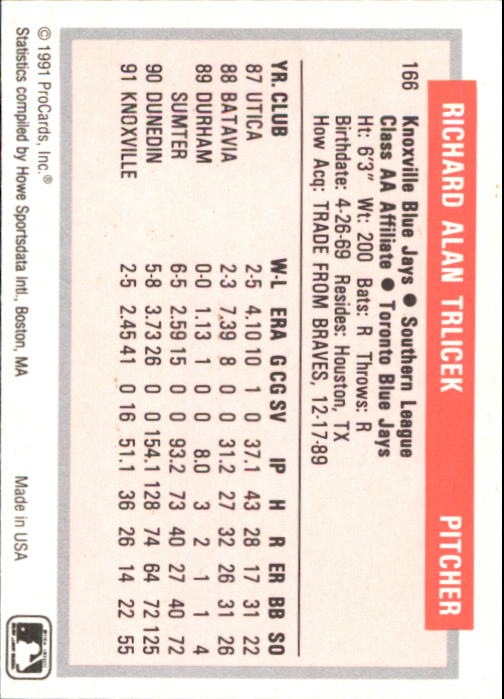 RICHARD ALAN TRLICEK PITCHER
166 Knoxville Blue Jays ● Southern League
Class AA Affiliate ● Toronto Blue Jays
Ht: 6'3" Wt: 200 Bats: R Throws: R
Birthdate: 4-26-69 Resides: Houston, TX
How Acq: TRADE FROM BRAVES, 12-17-89
YR. CLUB W-L ERA G CG SV IP H R ER BB SO
87 UTICA 2-5 4.10 10 1 0 37.1 43 28 17 31 22
88 BATAVIA 2-3 7.39 8 0 0 31.2 27 32 26 31 26
89 DURHAM 0-0 1.13 1 0 0 8.0 3 2 1 1 4
SUMTER 6-5 2.59 15 0 0 93.2 73 40 27 40 72
90 DUNEDIN 5-8 3.73 26 0 0 154.1 128 74 64 72 125
91 KNOXVILLE 2-5 2.45 41 0 16 51.1 36 26 14 22 55
© 1991 ProCards, Inc.® Made in USA
Statistics compiled by Howe Sportsdata Intl., Boston, MA